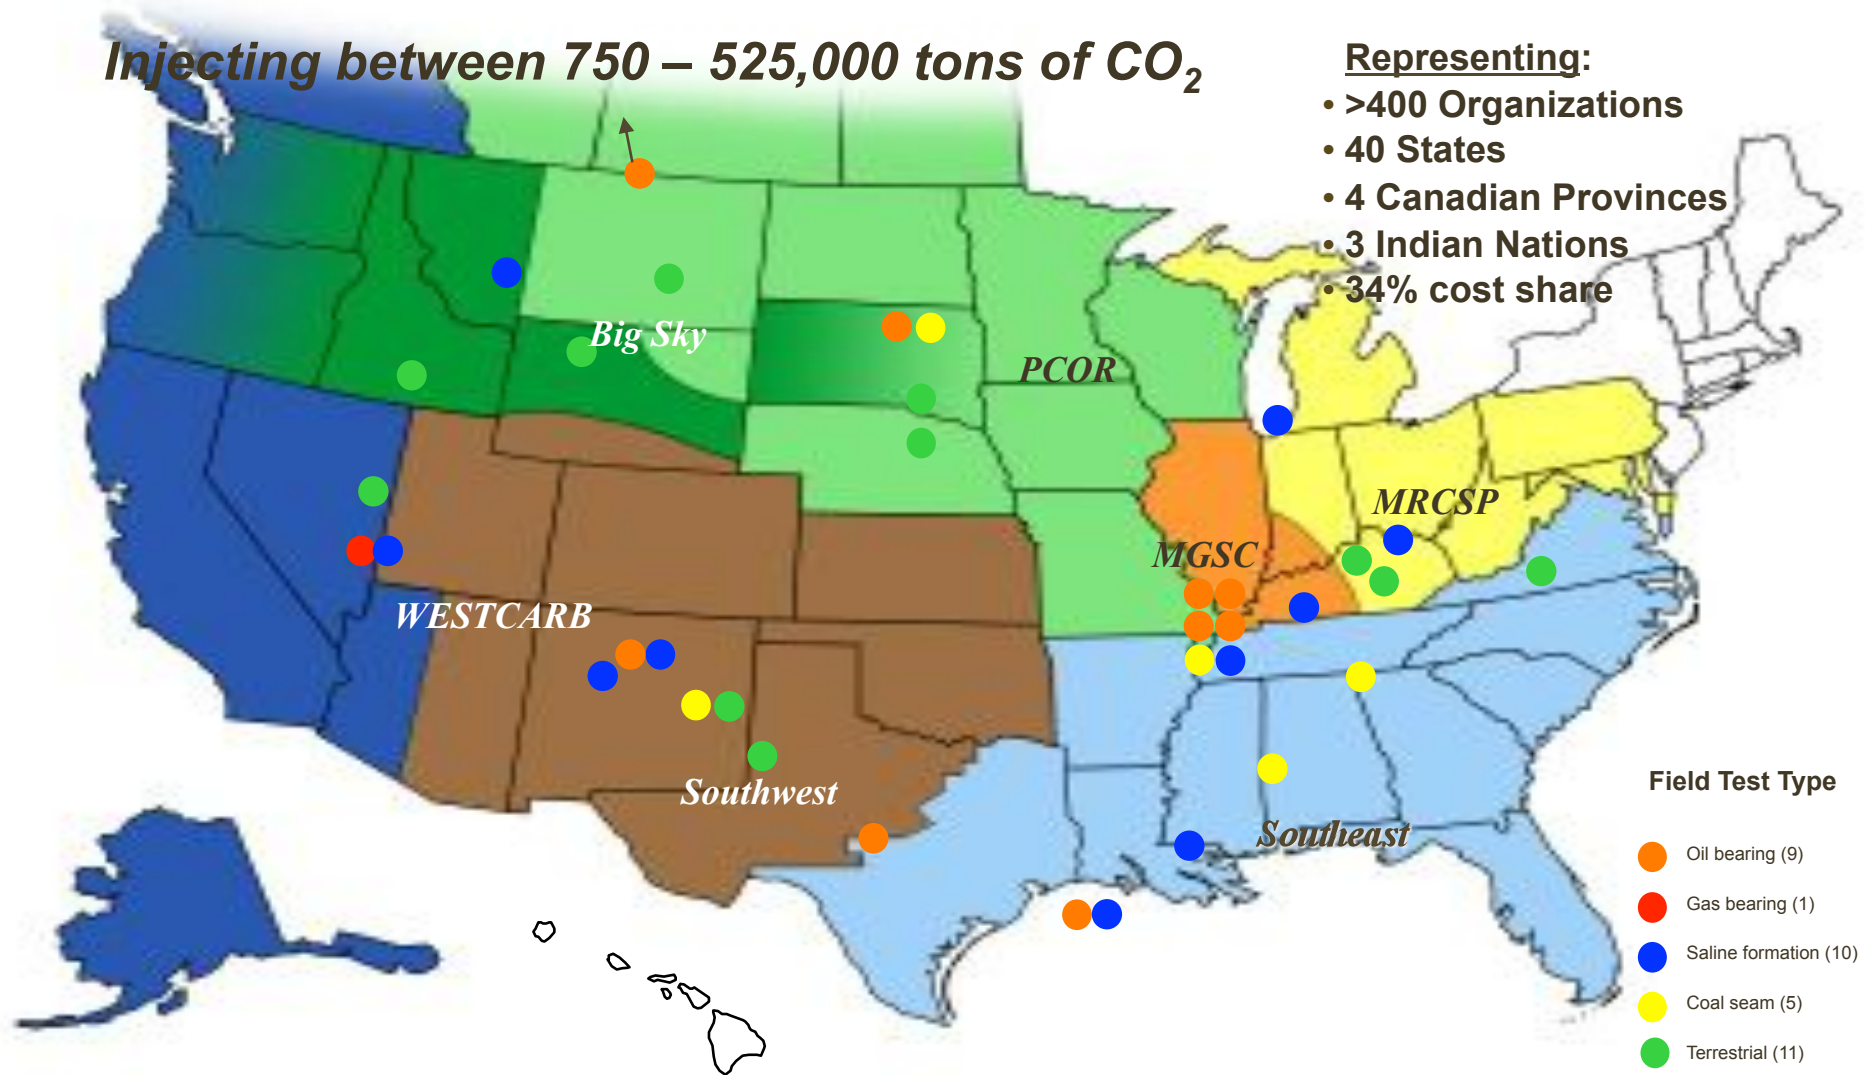 Injecting between 750 – 525,000 tons of CO2
Representing:
• >400 Organizations
• 40 States
• 4 Canadian Provinces
• 3 Indian Nations
• 34% cost share
Big Sky
PCOR
MRCSP
MGSC
WESTCARB
Southwest
Southeast
Field Test Type
Oil bearing (9)
Gas bearing (1)
Saline formation (10)
Coal seam (5)
Terrestrial (11)